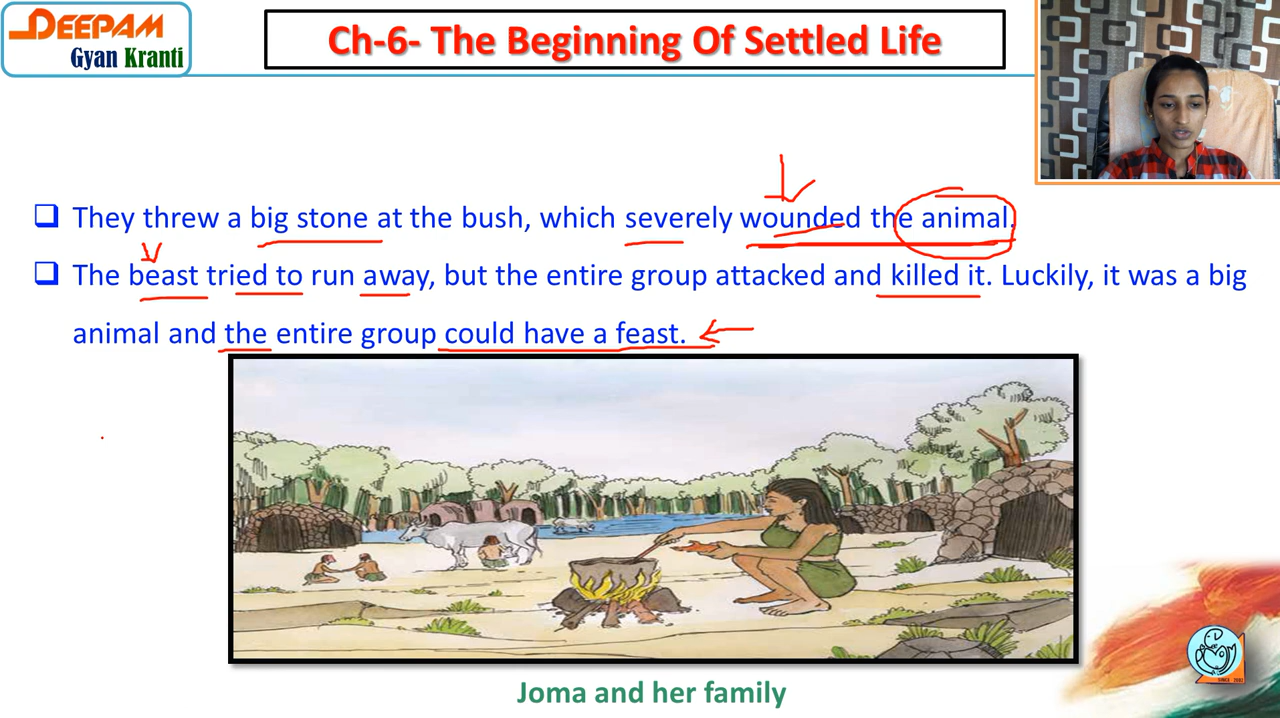 DEEPAM
Gyan Kranti
Ch-6- The Beginning Of Settled Life
They threw a big stone at the bush, which severely wounded the animal.
The beast tried to run away, but the entire group attacked and killed it. Luckily, it was a big
animal and the entire group could have a feast.
Joma and her family
SINCE 2001